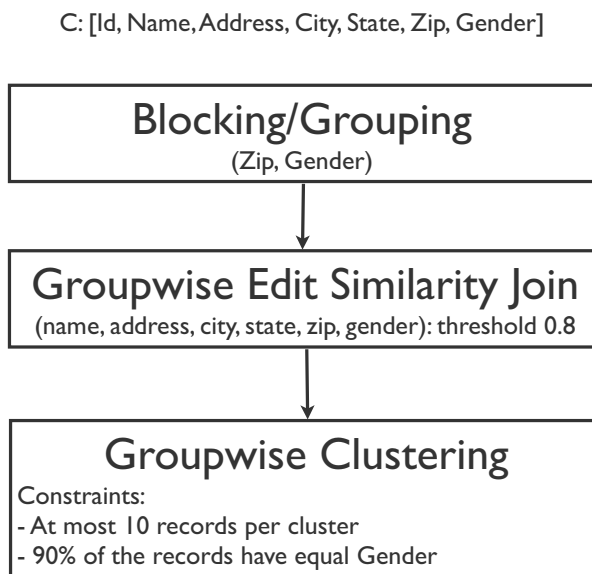 C: [Id, Name, Address, City, State, Zip, Gender]
Blocking/Grouping
(Zip, Gender)
Groupwise Edit Similarity Join
(name, address, city, state, zip, gender): threshold 0.8
Groupwise Clustering
Constraints:
- At most 10 records per cluster
- 90% of the records have equal Gender